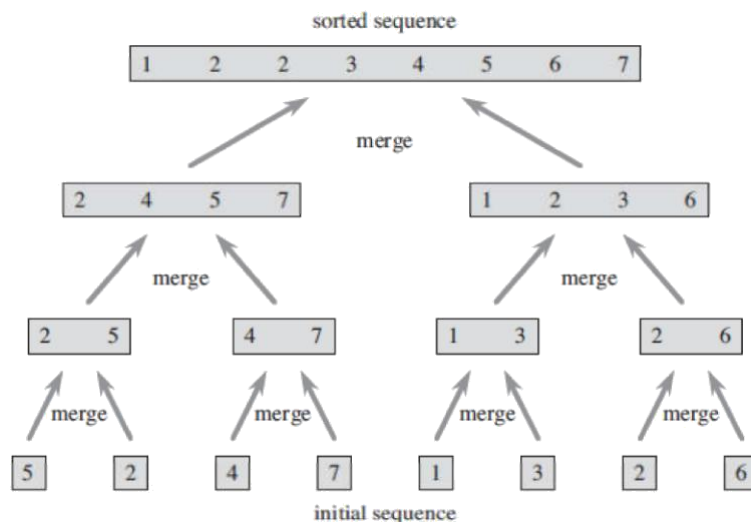 sorted sequence
1 2 2 3 4 5 6 7
merge
2 4 5 7 1 2 3 6
merge merge
2 5 4 7 1 3 2 6
merge merge merge merge
5 2 4 7 1 3 2 6
initial sequence